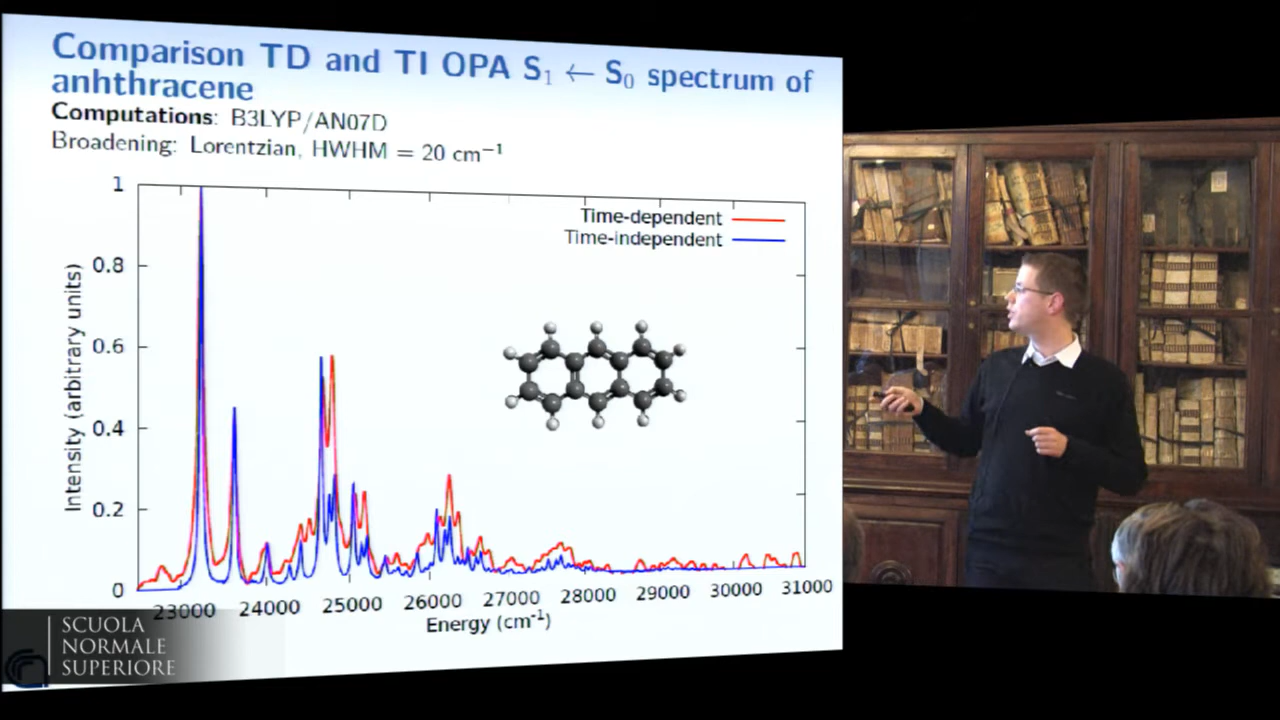 Comparison TD and TI OPA S₁ ← S₀ spectrum of
anhthracene
Computations: B3LYP/AN07D
Broadening: Lorentzian, HWHM = 20 cm⁻¹
Time-dependent
Time-independent
Intensity (arbitrary units)
1
0.8
0.6
0.4
0.2
0
23000 24000 25000 26000 27000 28000 29000 30000 31000
Energy (cm⁻¹)
SCUOLA
NORMALE
SUPERIORE